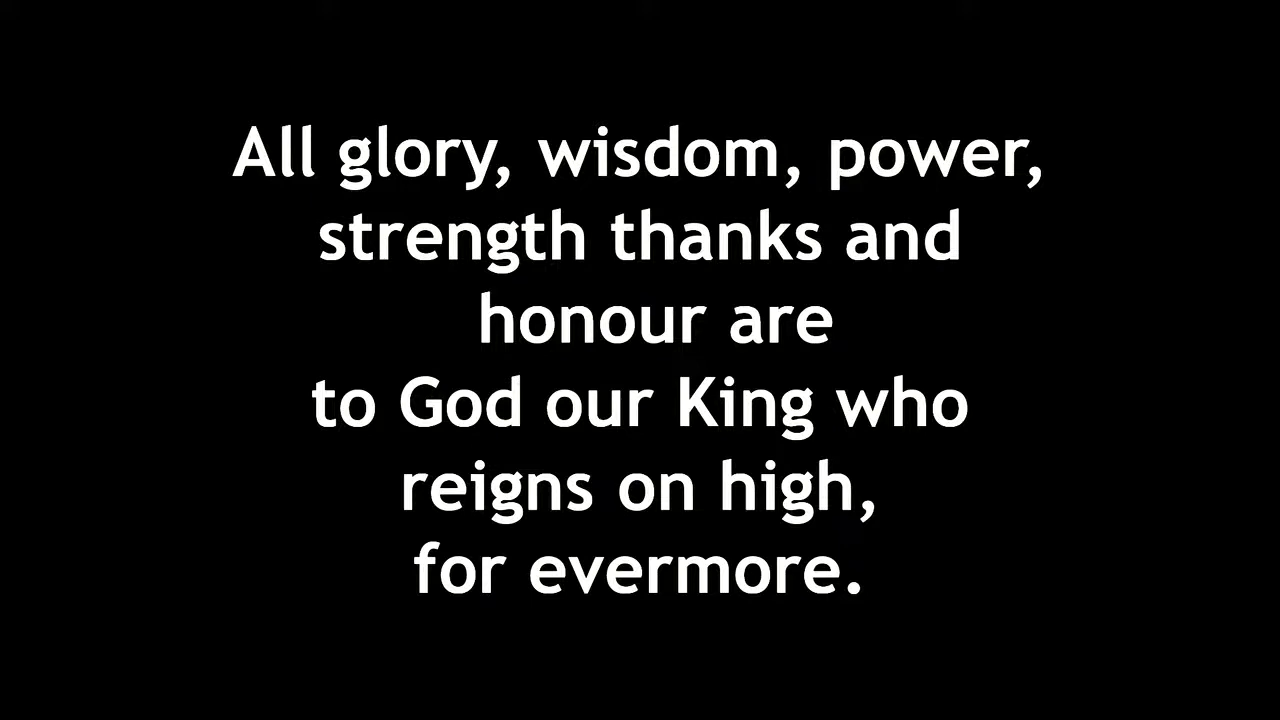 All glory, wisdom, power,
strength thanks and
honour are
to God our King who
reigns on high,
for evermore.